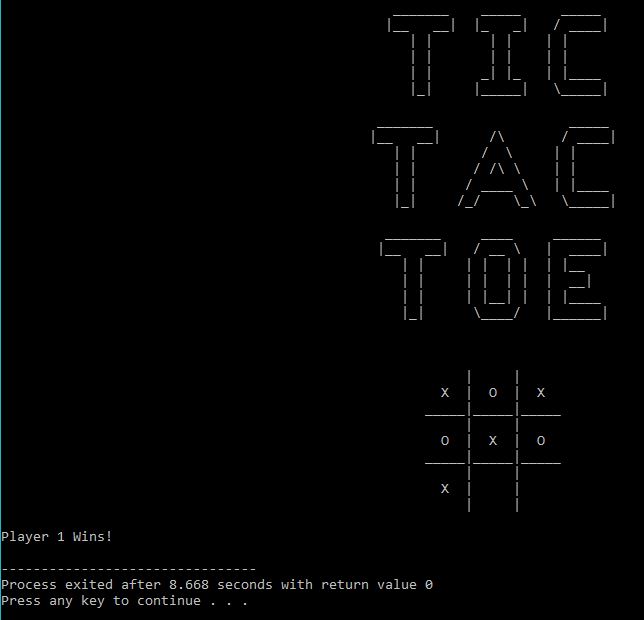 TIC
TAC
TOE
X O X
O X O
X
Player 1 Wins!
--------------------------------
Process exited after 8.668 seconds with return value 0
Press any key to continue . . .